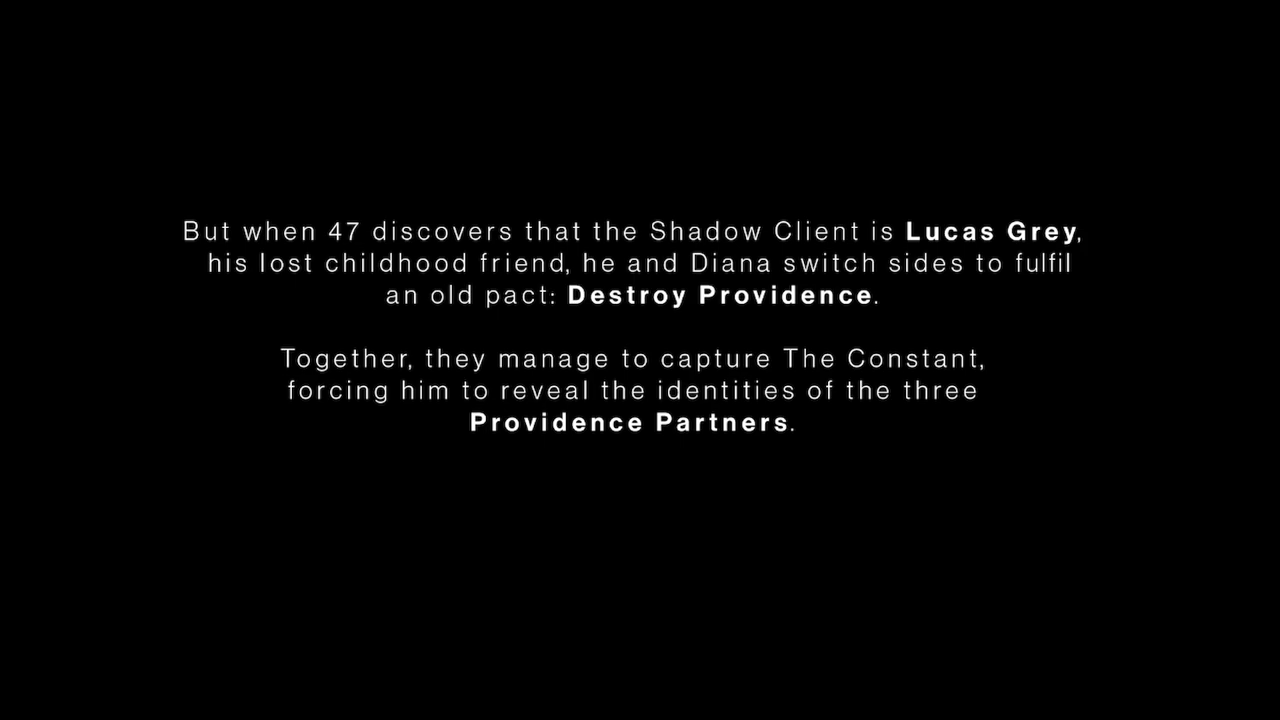 But when 47 discovers that the Shadow Client is Lucas Grey,
his lost childhood friend, he and Diana switch sides to fulfil
an old pact: Destroy Providence.
Together, they manage to capture The Constant,
forcing him to reveal the identities of the three
Providence Partners.